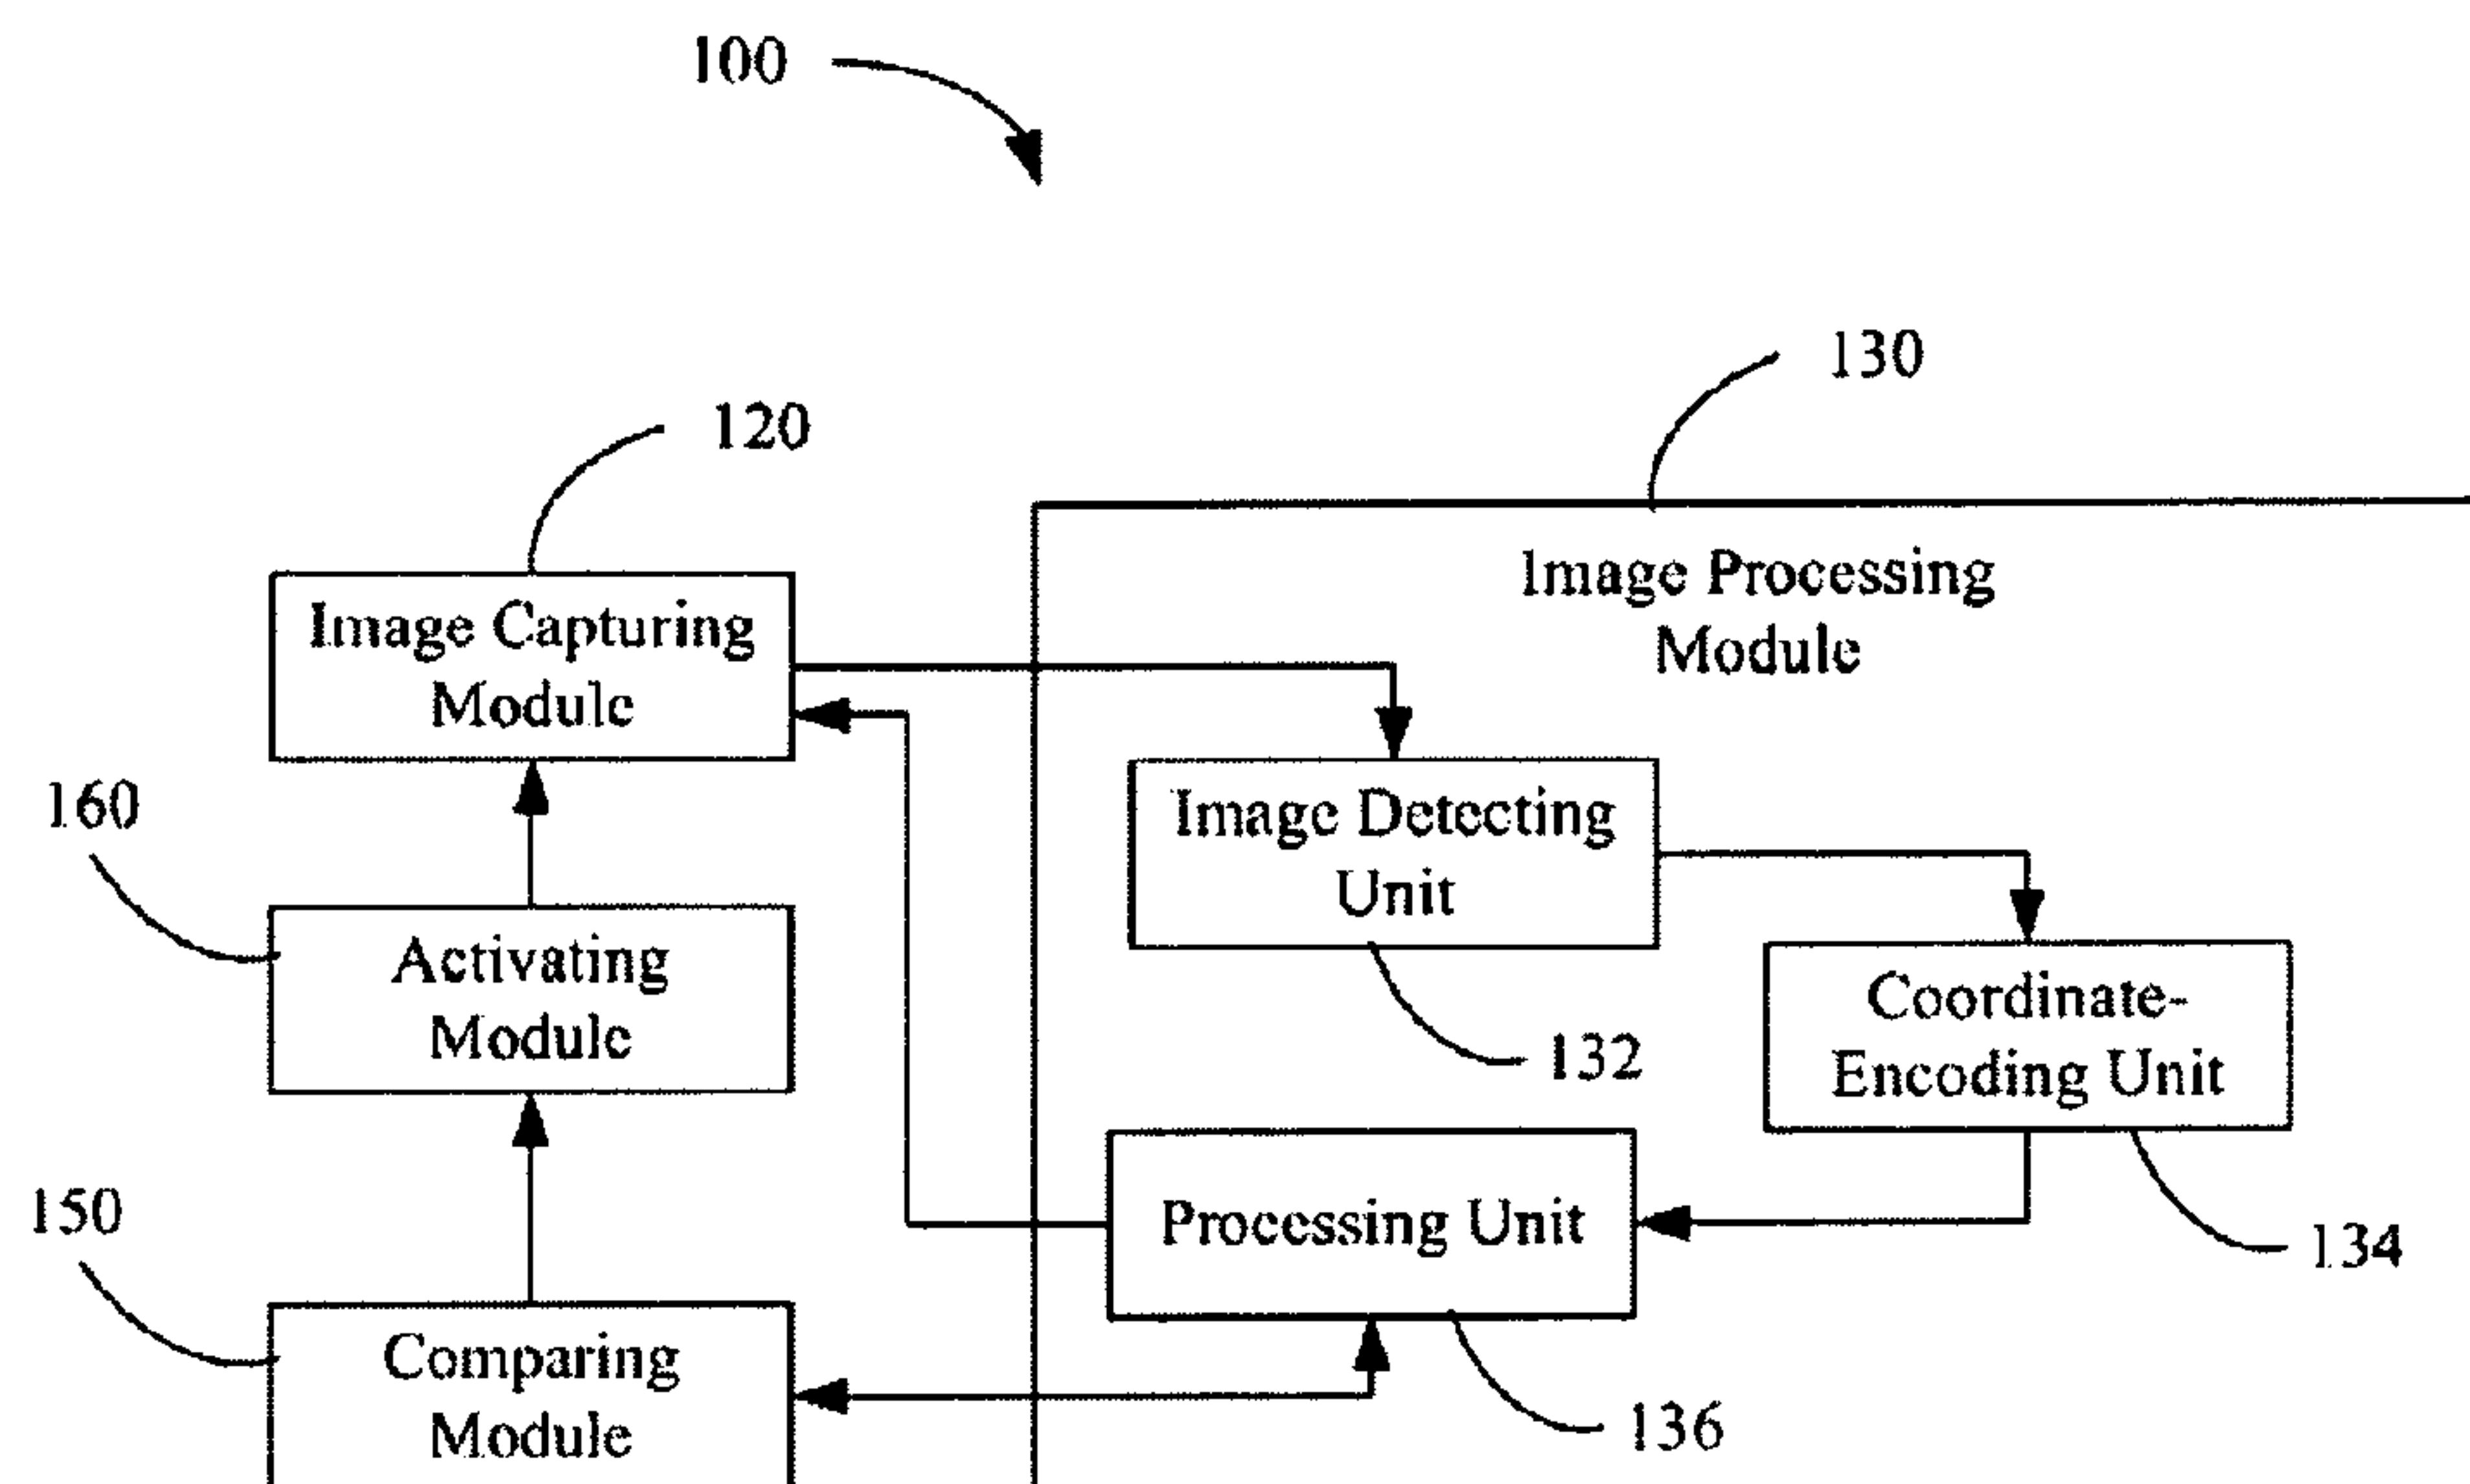 100
130
120
Image Processing
Module
Image Capturing
Module
160
Image Detecting
Unit
Activating
Module
Coordinate-
Encoding Unit
132
150
Processing Unit
134
Comparing
Module
136